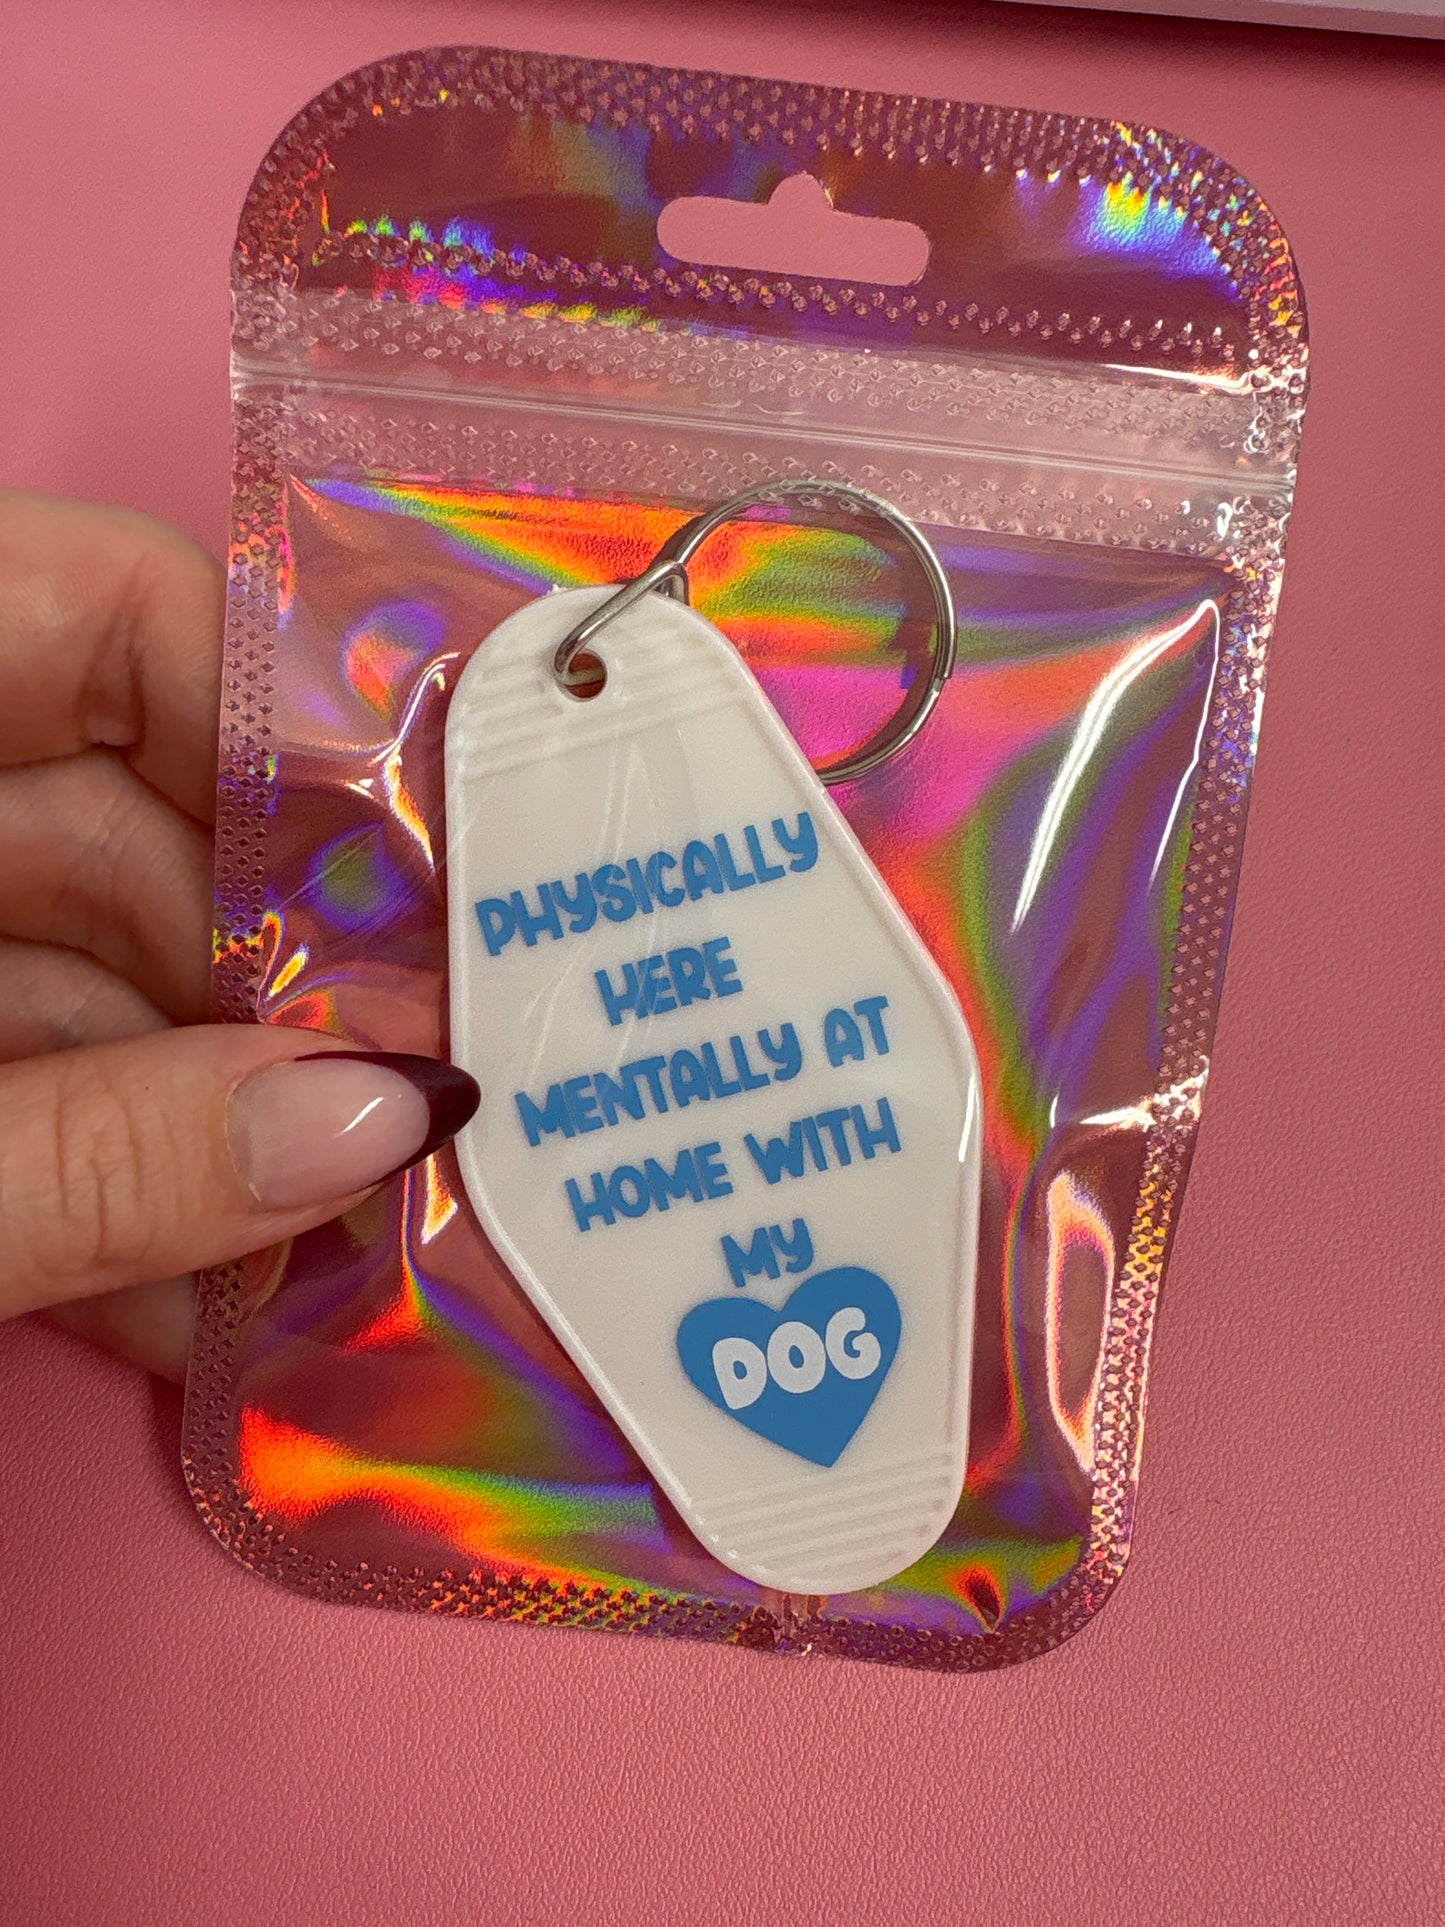 PHYSICALLY
HERE
MENTALLY AT
HOME WITH
MY
DOG